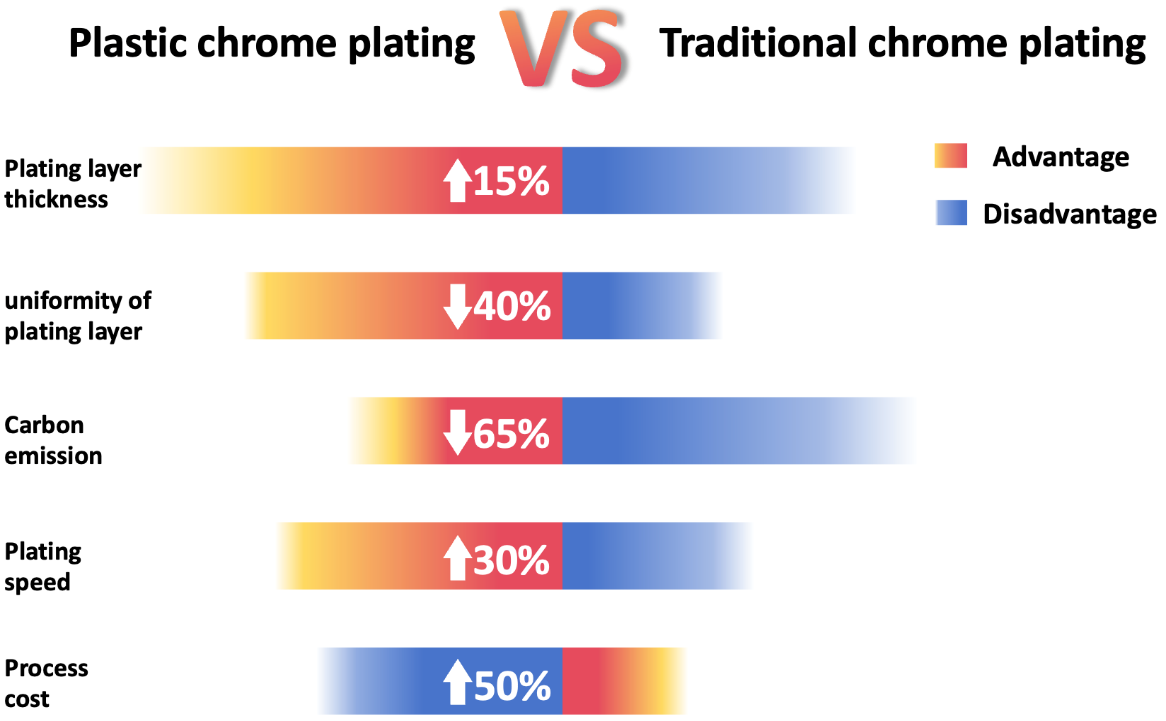 Plastic chrome plating VS Traditional chrome plating
Plating layer
thickness
⬆15%
Advantage
Disadvantage
uniformity of
plating layer
⬇40%
Carbon
emission
⬇65%
Plating
speed
⬆30%
Process
cost
⬆50%